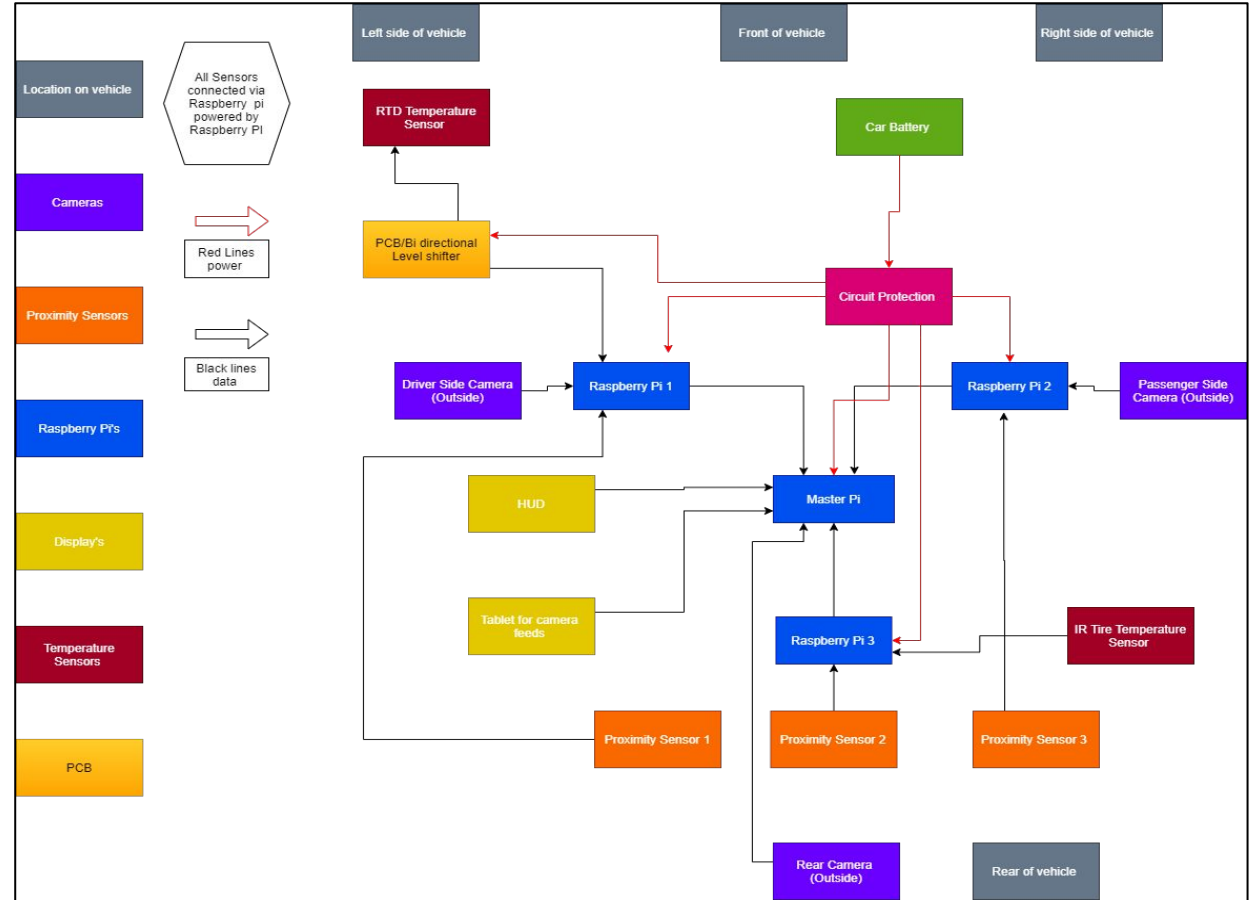 Left side of vehicle
Front of vehicle
Right side of vehicle
Location on vehicle
All Sensors
connected via
Raspberry pi
powered by
Raspberry PI
RTD Temperature
Sensor
Car Battery
Cameras
Red Lines
power
PCB/Bi directional
Level shifter
Circuit Protection
Proximity Sensors
Black lines
data
Driver Side Camera
(Outside)
Raspberry Pi 1
Raspberry Pi 2
Passenger Side
Camera (Outside)
Raspberry Pi's
HUD
Master Pi
Display's
Tablet for camera
feeds
Raspberry Pi 3
IR Tire Temperature
Sensor
Temperature
Sensors
Proximity Sensor 1
Proximity Sensor 2
Proximity Sensor 3
PCB
Rear Camera
(Outside)
Rear of vehicle